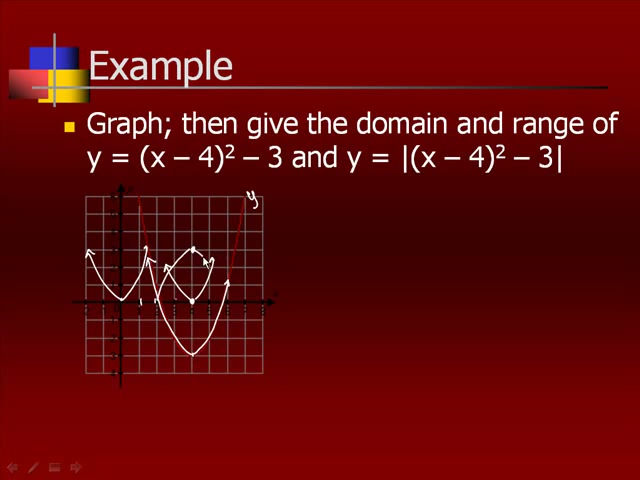 Example
Graph; then give the domain and range of
y = (x – 4)² – 3 and y = |(x – 4)² – 3|
y